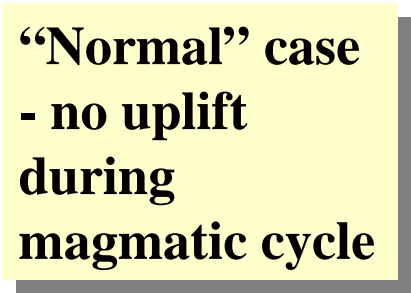 “Normal” case
- no uplift
during
magmatic cycle